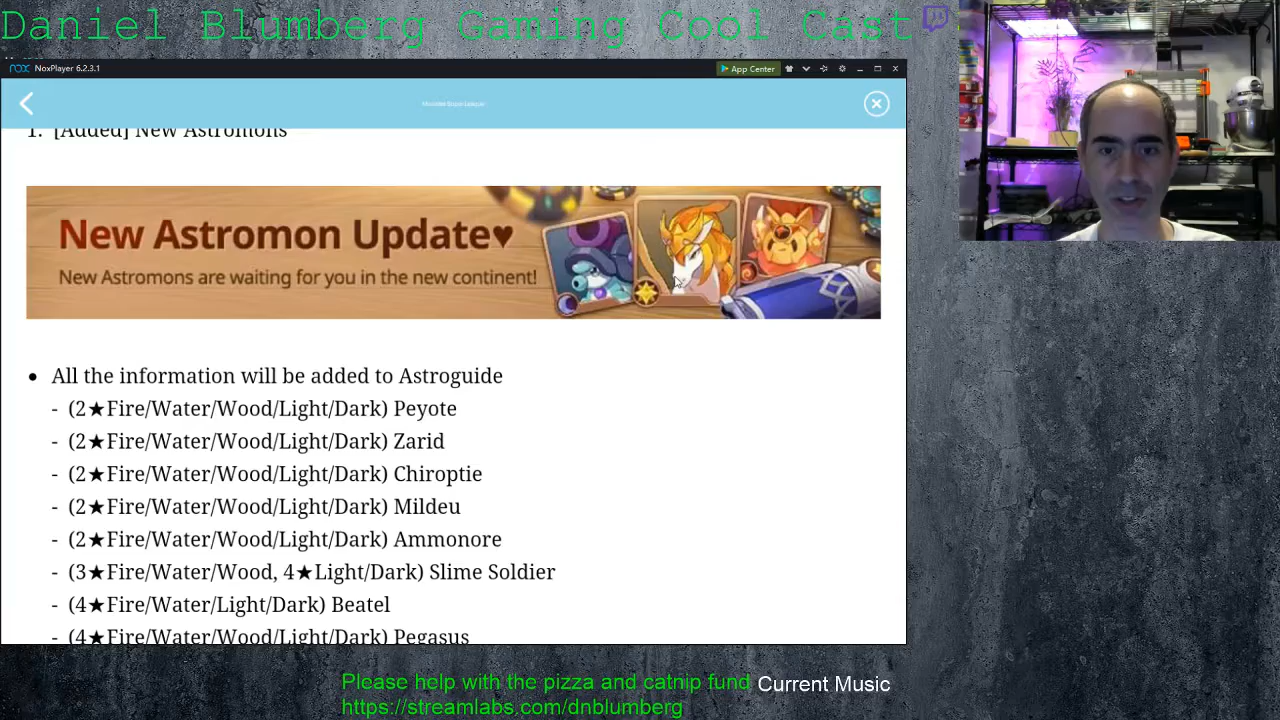 Daniel Blumberg Gaming Cool Cast
NoxPlayer 6.2.3.1
App Center
1. [Added] New Astromons
New Astromon Update♥
New Astromons are waiting for you in the new continent!
• All the information will be added to Astroguide
- (2★Fire/Water/Wood/Light/Dark) Peyote
- (2★Fire/Water/Wood/Light/Dark) Zarid
- (2★Fire/Water/Wood/Light/Dark) Chiroptie
- (2★Fire/Water/Wood/Light/Dark) Mildeu
- (2★Fire/Water/Wood/Light/Dark) Ammonore
- (3★Fire/Water/Wood, 4★Light/Dark) Slime Soldier
- (4★Fire/Water/Light/Dark) Beatel
- (4★Fire/Water/Wood/Light/Dark) Pegasus
Please help with the pizza and catnip fund
Current Music
https://streamlabs.com/dnblumberg